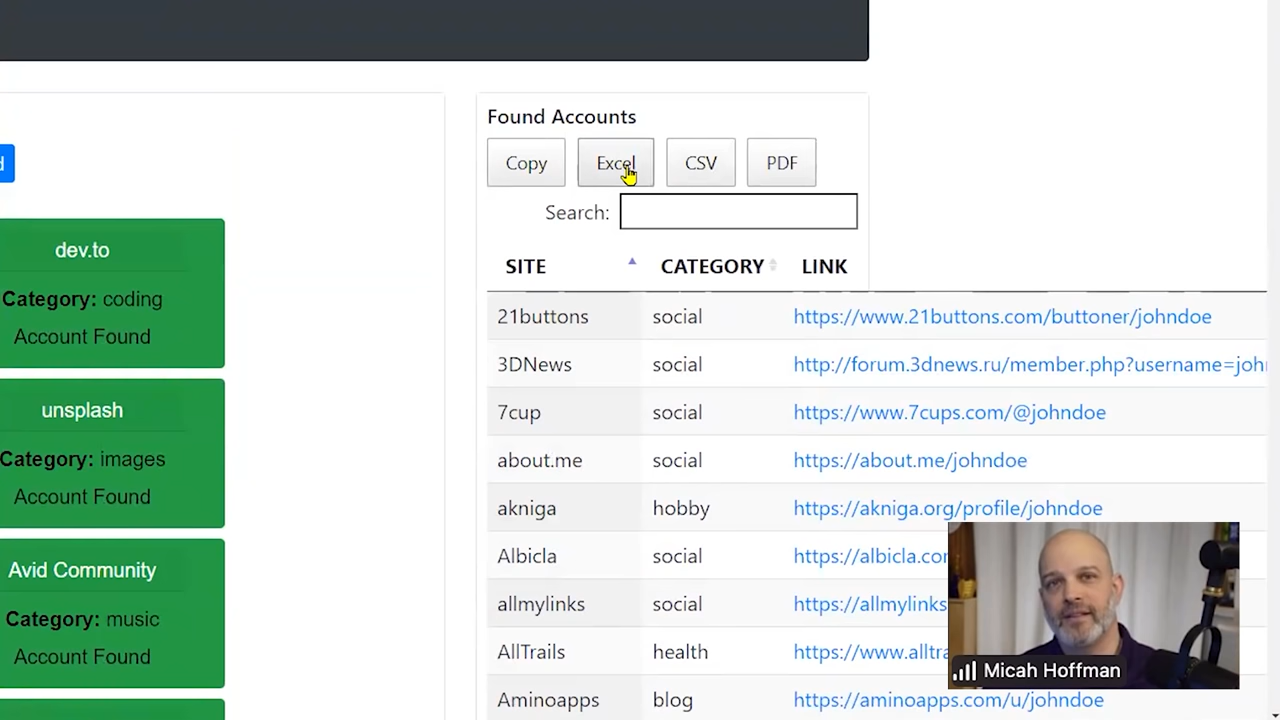 d
dev.to
Category: coding
Account Found
unsplash
Category: images
Account Found
Avid Community
Category: music
Account Found
Found Accounts
Copy Excel CSV PDF
Search:
SITE CATEGORY LINK
21buttons social https://www.21buttons.com/buttoner/johndoe
3DNews social http://forum.3dnews.ru/member.php?username=joh
7cup social https://www.7cups.com/@johndoe
about.me social https://about.me/johndoe
akniga hobby https://akniga.org/profile/johndoe
Albicla social https://albicla.co
allmylinks social https://allmylinks
AllTrails health https://www.alltra
Aminoapps blog https://aminoapps.com/u/johndoe
Micah Hoffman